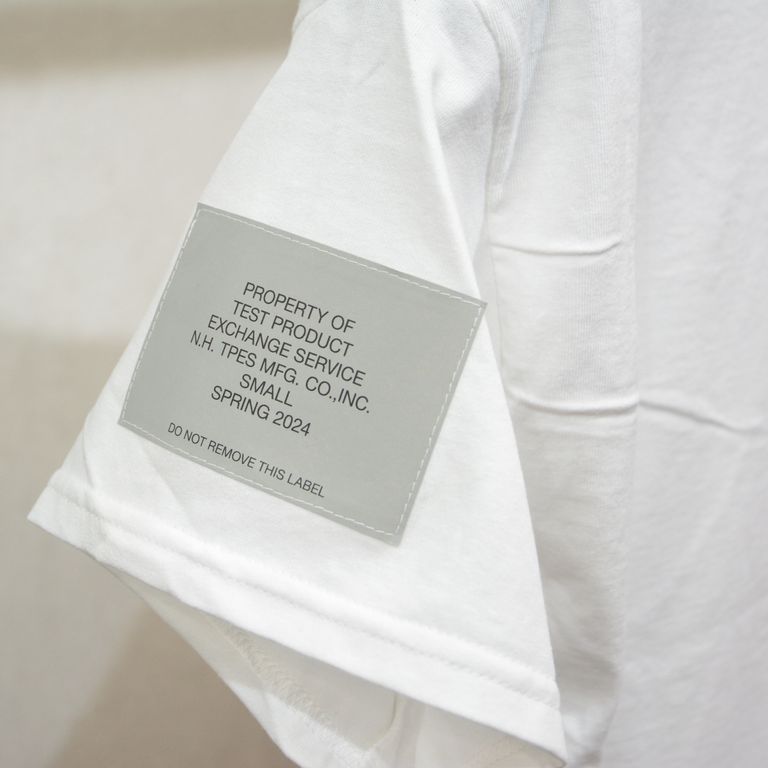 PROPERTY OF
TEST PRODUCT
EXCHANGE SERVICE
N.H. TPES MFG. CO.,INC.
SMALL
SPRING 2024
DO NOT REMOVE THIS LABEL